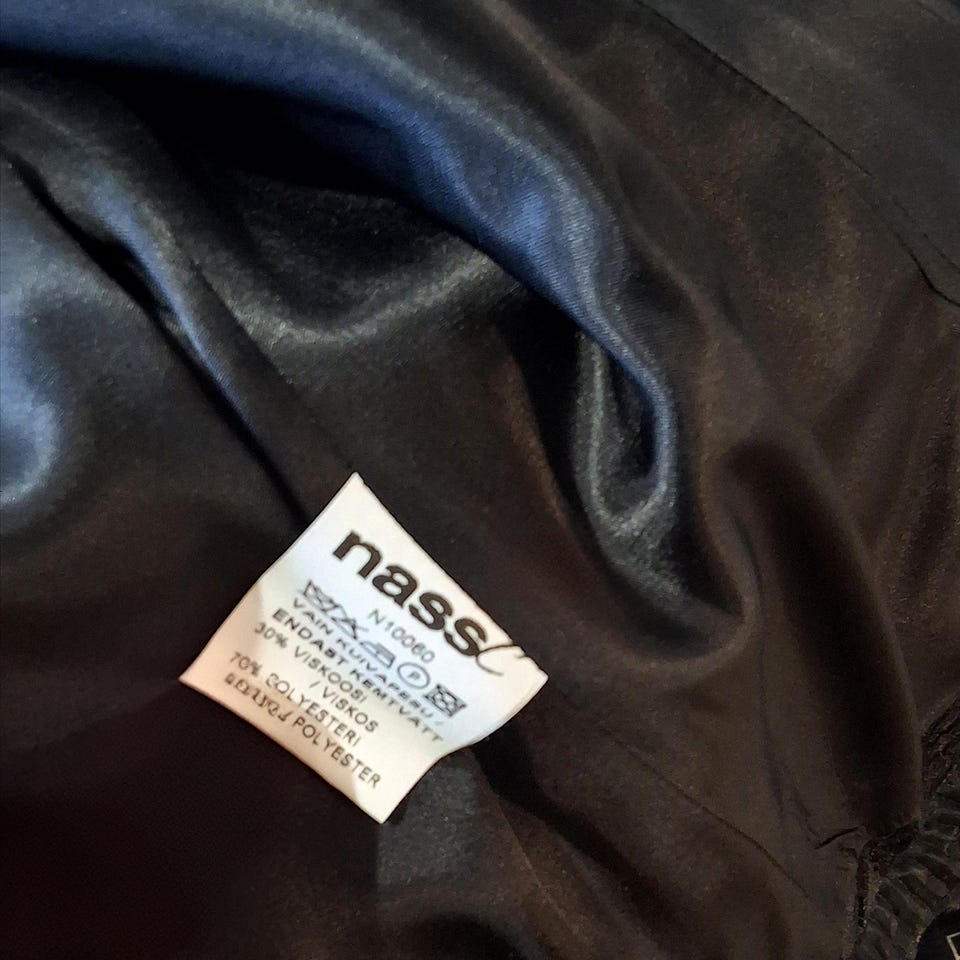 nass
N10060
P
VAIN KUIVAPESU/
ENDAST KEMTVÄTT
30% VISKOOSI
/ VISKOS
70% POLYESTERI
POLYESTER